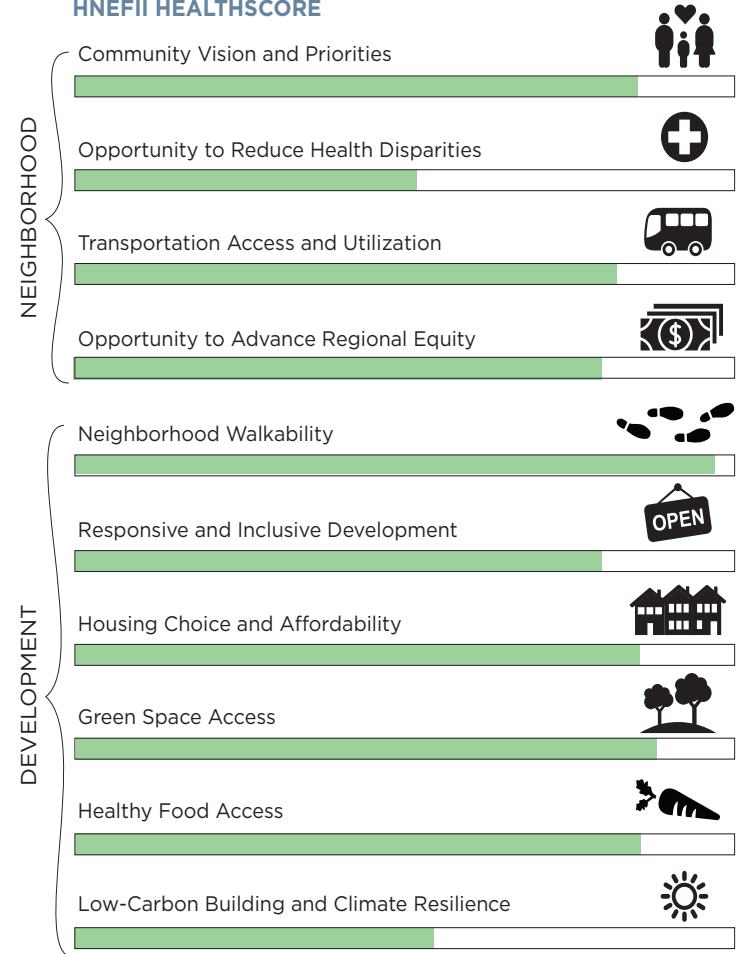 HNEFII HEALTHSCORE
NEIGHBORHOOD
Community Vision and Priorities
Opportunity to Reduce Health Disparities
Transportation Access and Utilization
Opportunity to Advance Regional Equity
$
DEVELOPMENT
Neighborhood Walkability
Responsive and Inclusive Development
OPEN
Housing Choice and Affordability
Green Space Access
Healthy Food Access
Low-Carbon Building and Climate Resilience